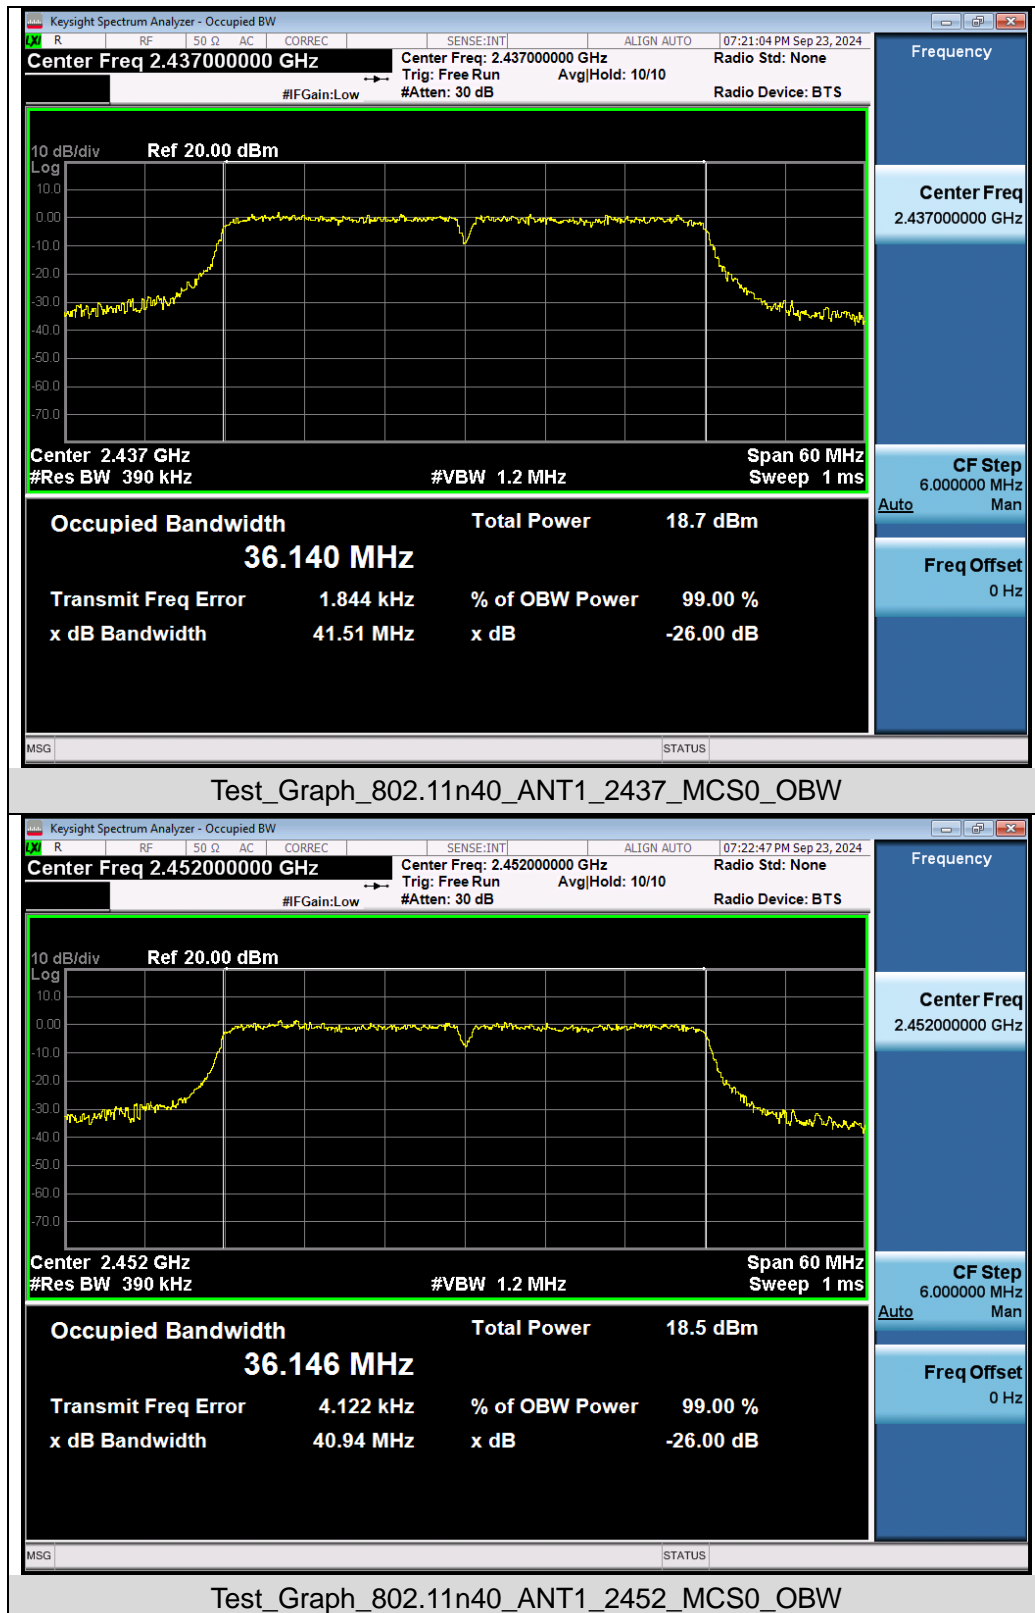 Keysight Spectrum Analyzer - Occupied BW
LXI R RF 50 Ω AC CORREC SENSE:INT ALIGN AUTO 07:21:04 PM Sep 23, 2024
Center Freq 2.437000000 GHz
Center Freq: 2.437000000 GHz
Radio Std: None
Trig: Free Run Avg|Hold: 10/10
#IFGain:Low
#Atten: 30 dB
Radio Device: BTS
10 dB/div Ref 20.00 dBm
Log
10.0
0.00
-10.0
-20.0
-30.0
-40.0
-50.0
-60.0
-70.0
Center 2.437 GHz
Span 60 MHz
#Res BW 390 kHz
#VBW 1.2 MHz
Sweep 1 ms
Occupied Bandwidth
Total Power 18.7 dBm
36.140 MHz
Transmit Freq Error 1.844 kHz
% of OBW Power 99.00 %
x dB Bandwidth 41.51 MHz
x dB -26.00 dB
MSG
STATUS
Frequency
Center Freq
2.437000000 GHz
CF Step
6.000000 MHz
Auto Man
Freq Offset
0 Hz
Test_Graph_802.11n40_ANT1_2437_MCS0_OBW
Keysight Spectrum Analyzer - Occupied BW
LXI R RF 50 Ω AC CORREC SENSE:INT ALIGN AUTO 07:22:47 PM Sep 23, 2024
Center Freq 2.452000000 GHz
Center Freq: 2.452000000 GHz
Radio Std: None
Trig: Free Run Avg|Hold: 10/10
#IFGain:Low
#Atten: 30 dB
Radio Device: BTS
10 dB/div Ref 20.00 dBm
Log
10.0
0.00
-10.0
-20.0
-30.0
-40.0
-50.0
-60.0
-70.0
Center 2.452 GHz
Span 60 MHz
#Res BW 390 kHz
#VBW 1.2 MHz
Sweep 1 ms
Occupied Bandwidth
Total Power 18.5 dBm
36.146 MHz
Transmit Freq Error 4.122 kHz
% of OBW Power 99.00 %
x dB Bandwidth 40.94 MHz
x dB -26.00 dB
MSG
STATUS
Frequency
Center Freq
2.452000000 GHz
CF Step
6.000000 MHz
Auto Man
Freq Offset
0 Hz
Test_Graph_802.11n40_ANT1_2452_MCS0_OBW